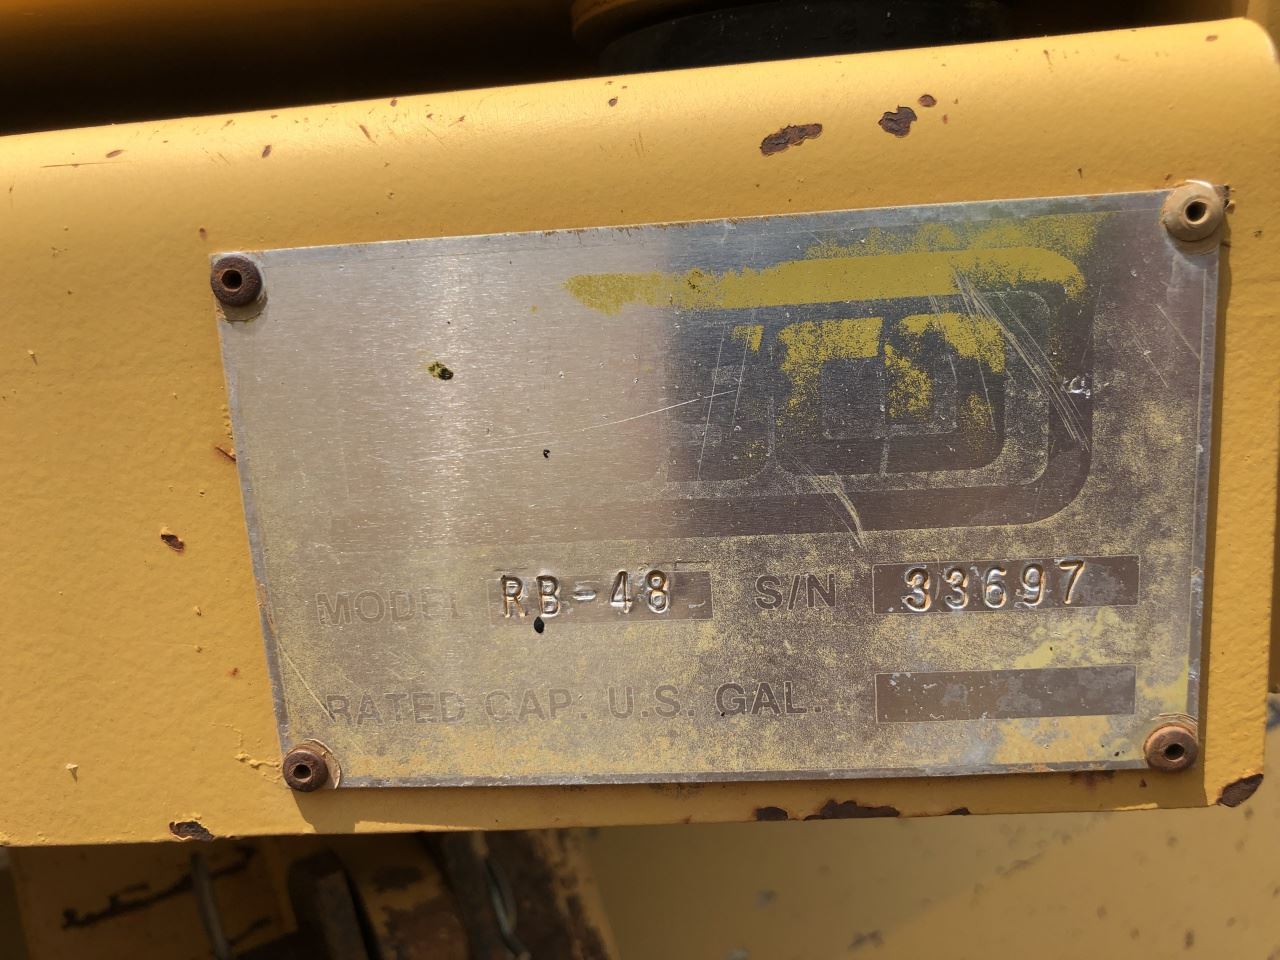 MODEL RB-48 S/N 33697
RATED CAP. U.S. GAL.